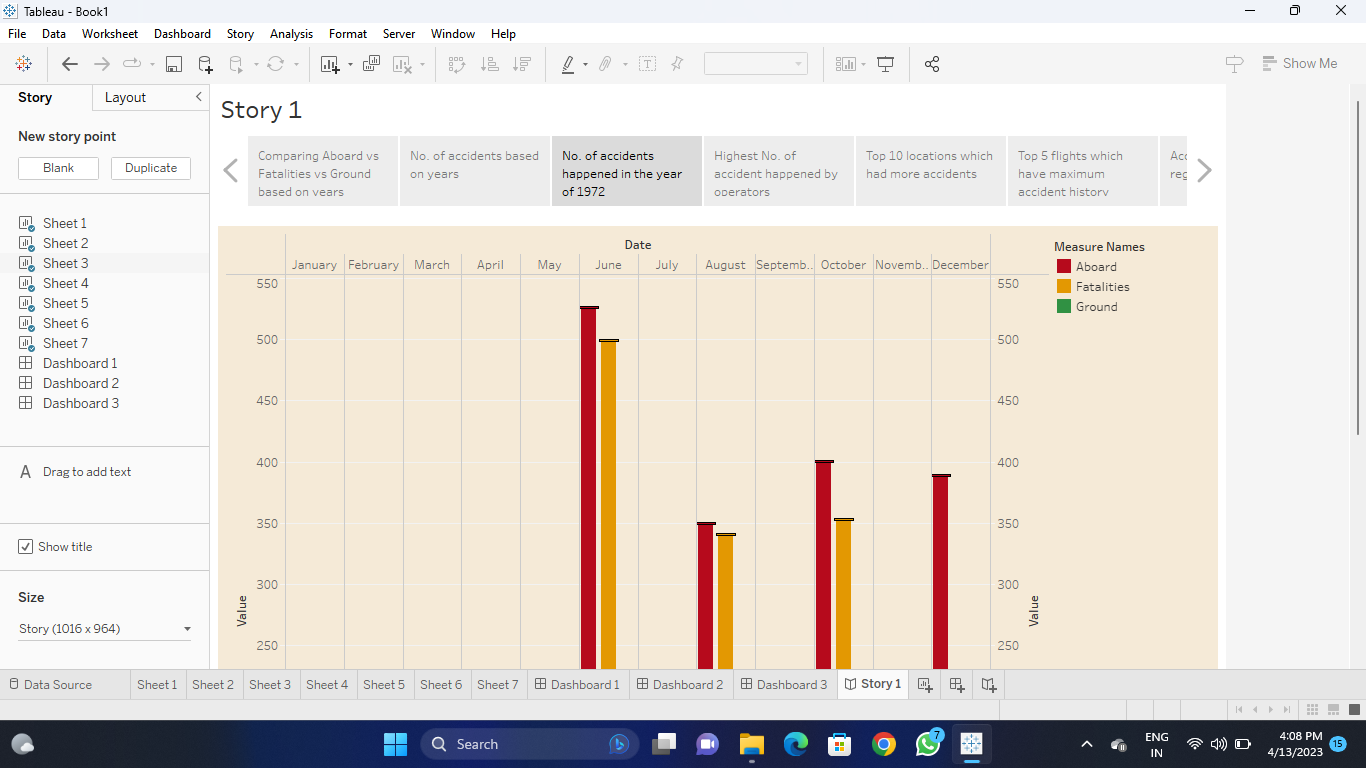 Tableau - Book1
File Data Worksheet Dashboard Story Analysis Format Server Window Help
Show Me
Story Layout
New story point
Blank Duplicate
Sheet 1
Sheet 2
Sheet 3
Sheet 4
Sheet 5
Sheet 6
Sheet 7
Dashboard 1
Dashboard 2
Dashboard 3
A Drag to add text
Show title
Size
Story (1016 x 964)
Story 1
Comparing Aboard vs
Fatalities vs Ground
based on years
No. of accidents based
on years
No. of accidents
happened in the year
of 1972
Highest No. of
accident happened by
operators
Top 10 locations which
had more accidents
Top 5 flights which
have maximum
accident history
Acc
reg
Date
January February March April May June July August Septemb.. October Novemb.. December
550 550
500 500
450 450
400 400
350 350
300 300
250 250
Value Value
Measure Names
Aboard
Fatalities
Ground
Data Source Sheet 1 Sheet 2 Sheet 3 Sheet 4 Sheet 5 Sheet 6 Sheet 7 Dashboard 1 Dashboard 2 Dashboard 3 Story 1
Search
7
ENG
IN
4:08 PM
4/13/2023
15